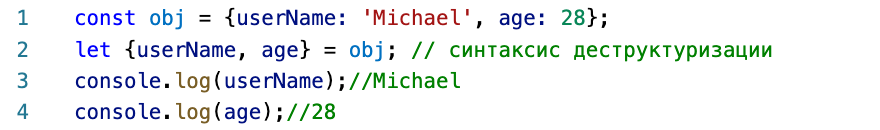 1 const obj = {userName: 'Michael', age: 28};
2 let {userName, age} = obj; // синтаксис деструктуризации
3 console.log(userName);//Michael
4 console.log(age);//28